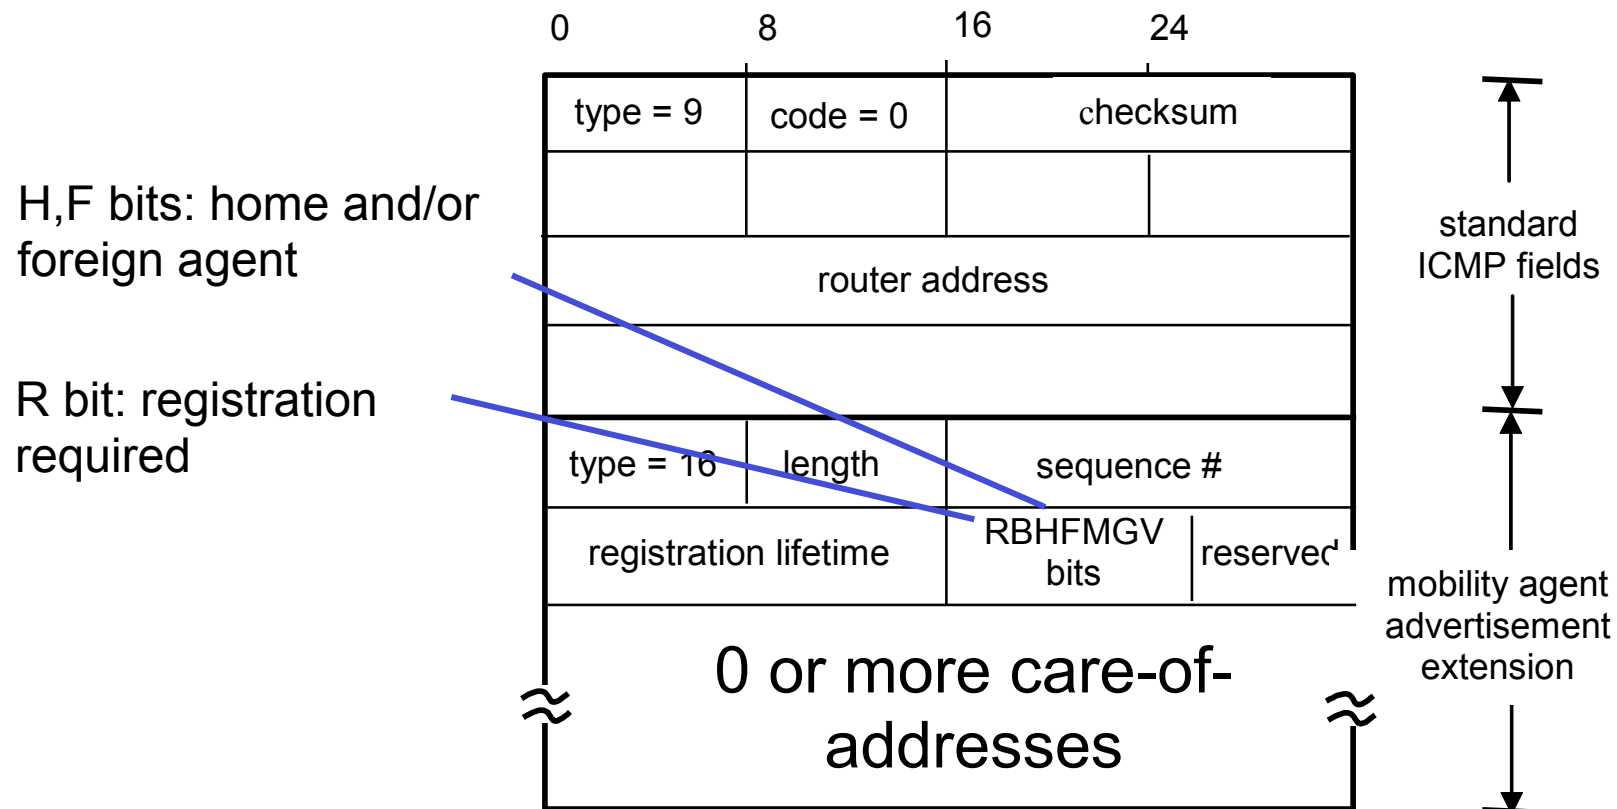 0 8 16 24
type = 9 code = 0 checksum
H,F bits: home and/or
foreign agent
standard
ICMP fields
router address
R bit: registration
required
type = 16 length sequence #
registration lifetime RBHFMGV
bits reserved
mobility agent
advertisement
extension
0 or more care-of-
addresses